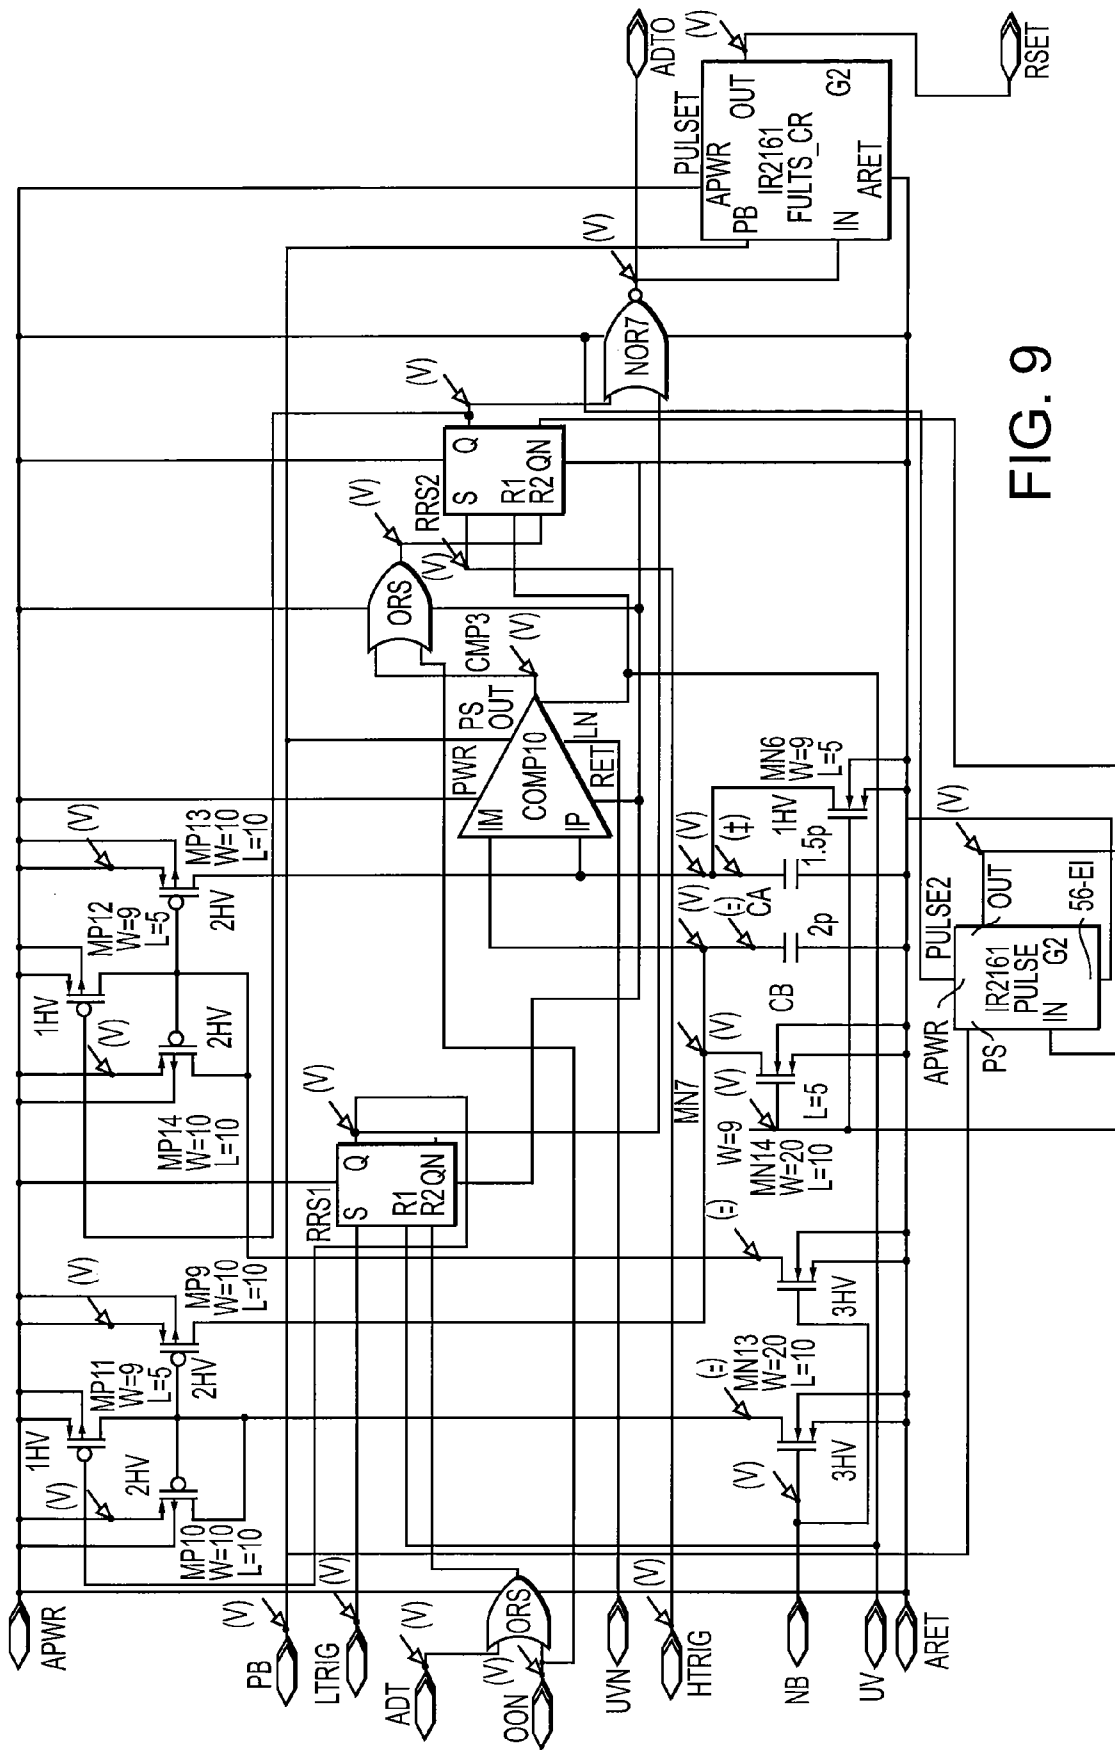 APWR
PB
LTRIG
ADT
OON
UVN
HTRIG
NB
UV
ARET
(V)
(V)
(V)
(V)
(V)
(V)
ORS
1HV
MP11
W=9
L=5
(V)
2HV
MP10
W=10
L=10
(V)
MP9
W=10
L=10
2HV
(-)
MN13
W=20
L=10
3HV
(-)
3HV
RRS1
S
Q
R1
R2
QN
(V)
1HV
MP12
W=9
L=5
(V)
2HV
MP14
W=10
L=10
(V)
MP13
W=10
L=10
2HV
MN7
(V)
W=9
(V)
MN14
W=20
L=10
L=5
CB
(V)
(-)
CA
2p
(V)
(+)
1HV
1.5p
MN6
W=9
L=5
PWR
PS
OUT
IM
COMP10
IP
RET
LN
CMP3
(V)
ORS
(V)
(V)
RRS2
S
Q
R1
R2
QN
(V)
NOR7
(V)
ADTO
PULSET
APWR
PB
OUT
IR2161
FULTS_CR
IN
G2
ARET
(V)
RSET
PULSE2
APWR
PS
OUT
IR2161
PULSE
IN
G2
56-EI
(V)
FIG. 9